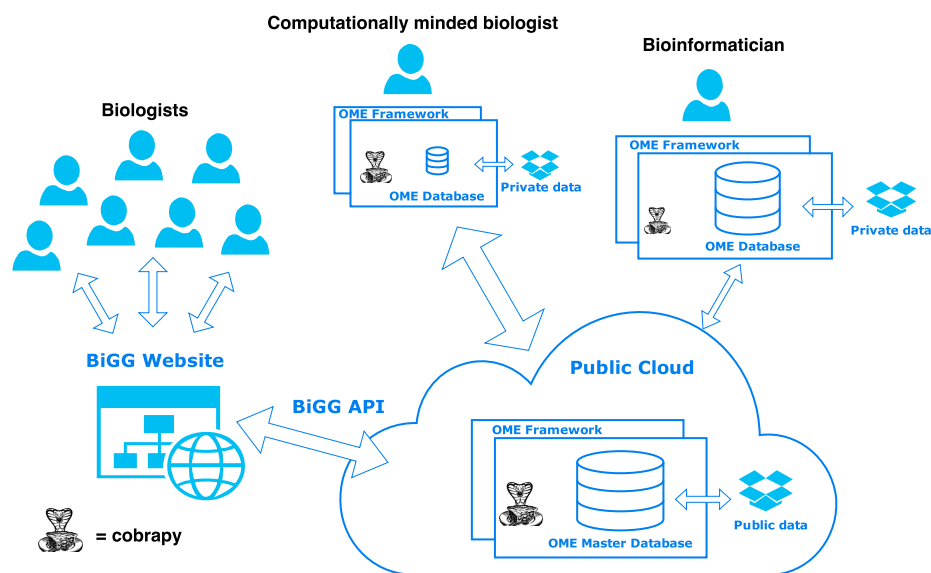 Computationally minded biologist
Bioinformatician
Biologists
OME Framework
OME Database
Private data
OME Framework
OME Database
Private data
BiGG Website
BiGG API
Public Cloud
OME Framework
OME Master Database
Public data
= cobrapy